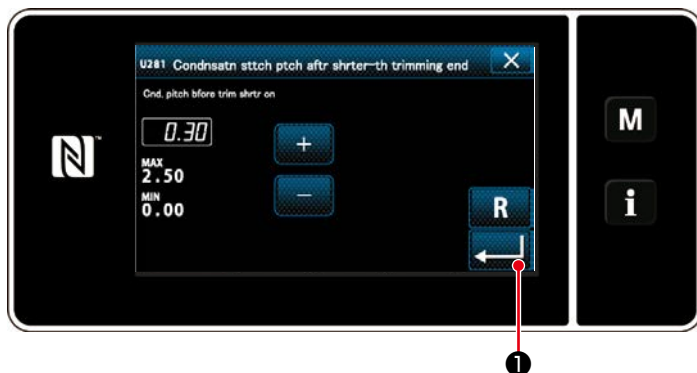 U281 Condnsatn sttch ptch aftr shrter-th trimming end
Cnd. pitch bfore trim shrtr on
0.30
+
MAX
2.50
MIN
0.00
−
R
M
i
N
❶